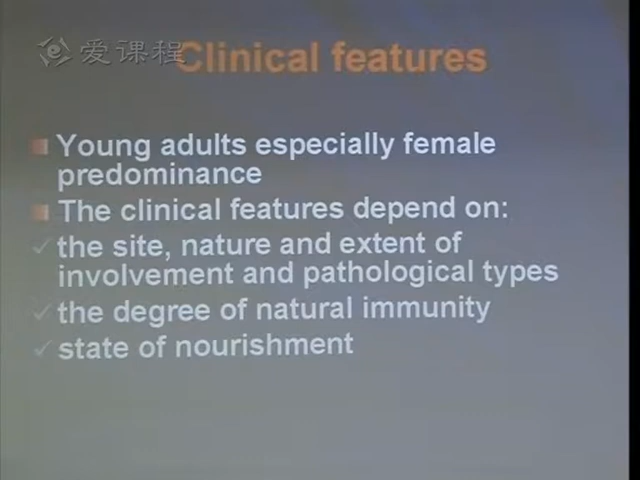 爱课程
Clinical features
Young adults especially female
predominance
The clinical features depend on:
the site, nature and extent of
involvement and pathological types
the degree of natural immunity
state of nourishment